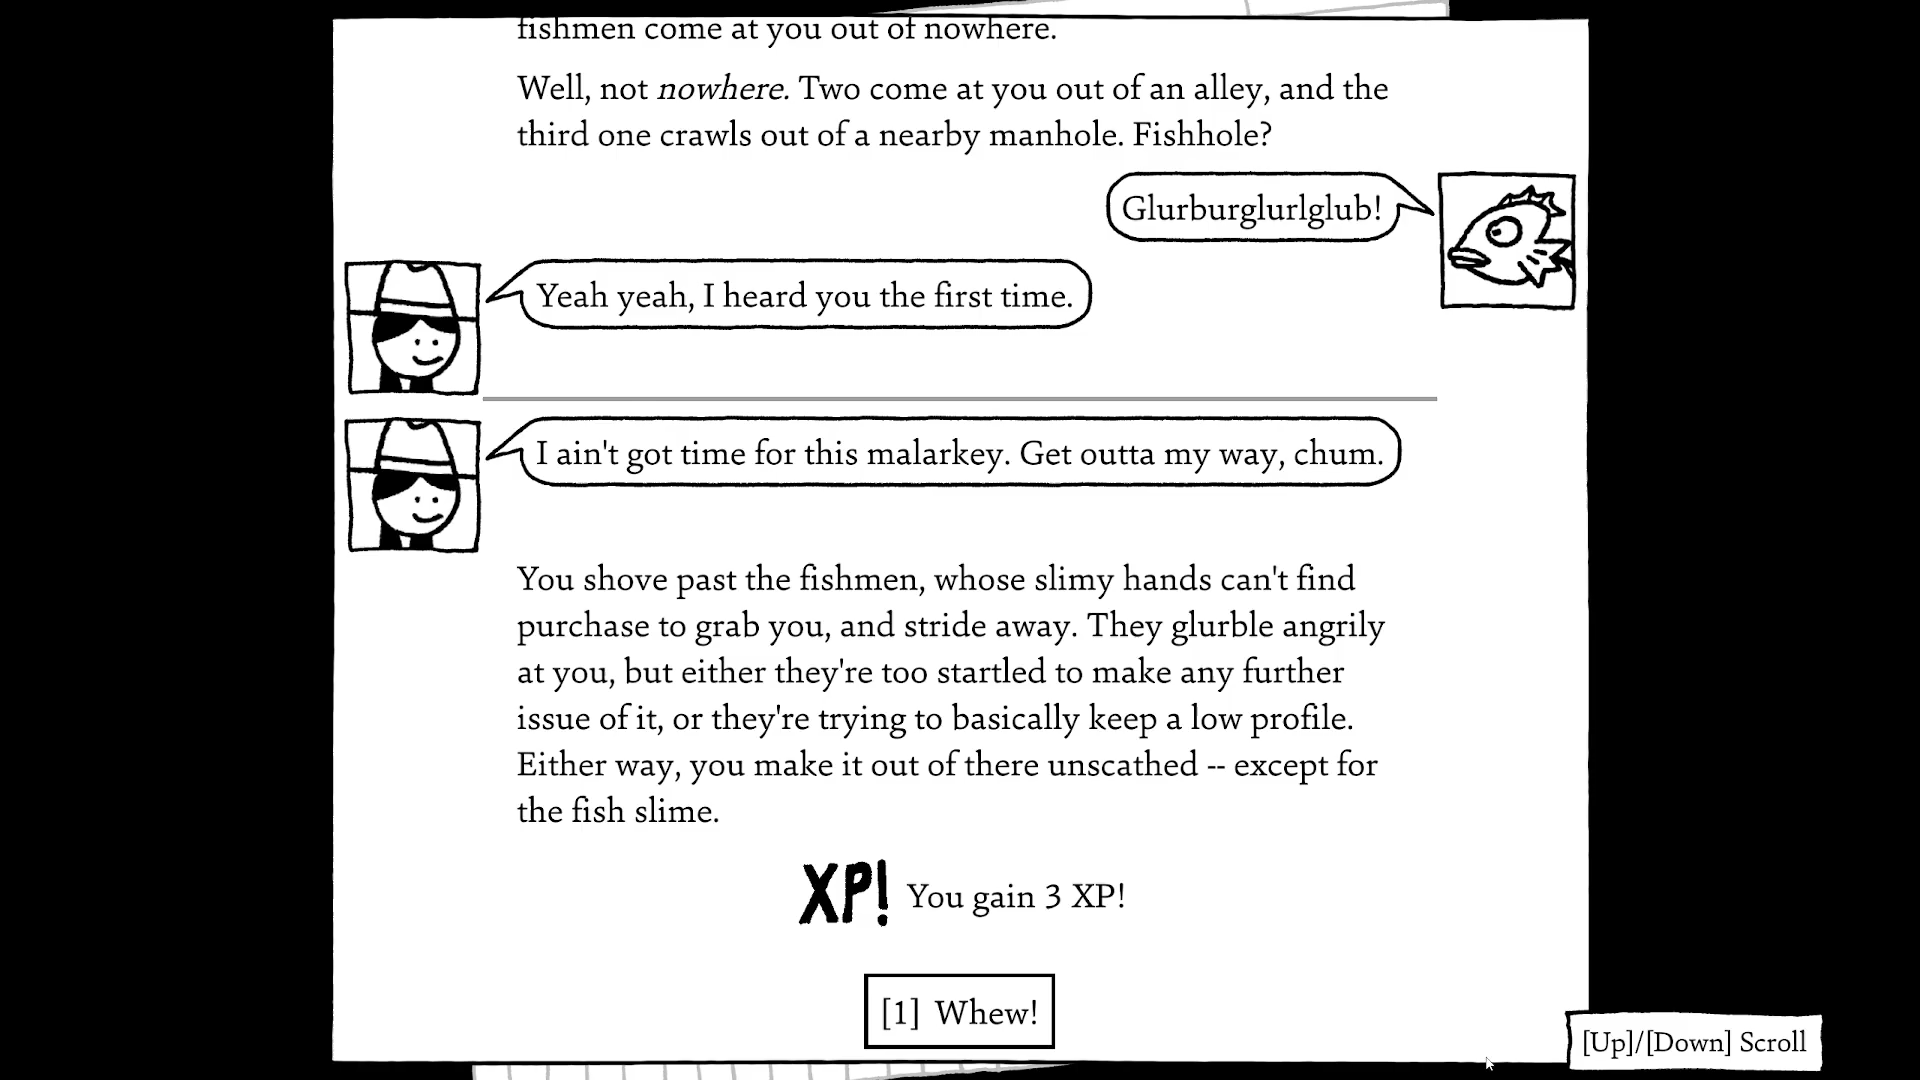 fishmen come at you out of nowhere.
Well, not nowhere. Two come at you out of an alley, and the
third one crawls out of a nearby manhole. Fishhole?
Glurburglurlglub!
Yeah yeah, I heard you the first time.
I ain't got time for this malarkey. Get outta my way, chum.
You shove past the fishmen, whose slimy hands can't find
purchase to grab you, and stride away. They glurble angrily
at you, but either they're too startled to make any further
issue of it, or they're trying to basically keep a low profile.
Either way, you make it out of there unscathed -- except for
the fish slime.
XP! You gain 3 XP!
[1] Whew!
[Up]/[Down] Scroll